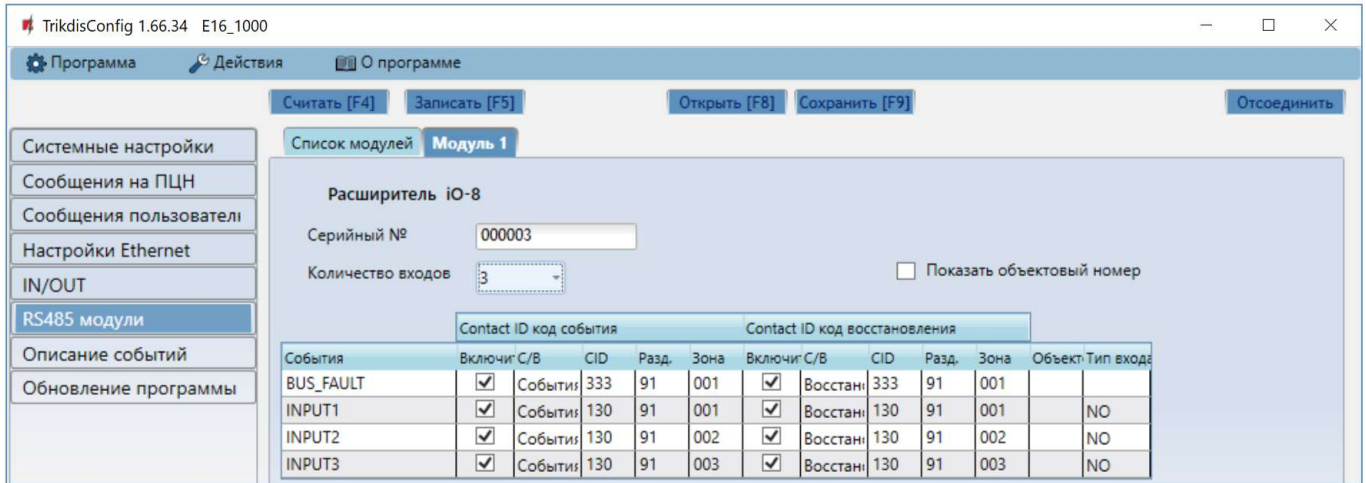 TrikdisConfig 1.66.34 E16_1000
Программа Действия О программе
Считать [F4] Записать [F5] Открыть [F8] Сохранить [F9] Отсоединить
Системные настройки
Сообщения на ПЦН
Сообщения пользователю
Настройки Ethernet
IN/OUT
RS485 модули
Описание событий
Обновление программы
Список модулей Модуль 1
Расширитель iO-8
Серийный № 000003
Количество входов 3 Показать объектовый номер
Contact ID код события Contact ID код восстановления
События Включит С/В CID Разд. Зона Включит С/В CID Разд. Зона Объект Тип входа
BUS_FAULT События 333 91 001 Восстан 333 91 001
INPUT1 События 130 91 001 Восстан 130 91 001 NO
INPUT2 События 130 91 002 Восстан 130 91 002 NO
INPUT3 События 130 91 003 Восстан 130 91 003 NO